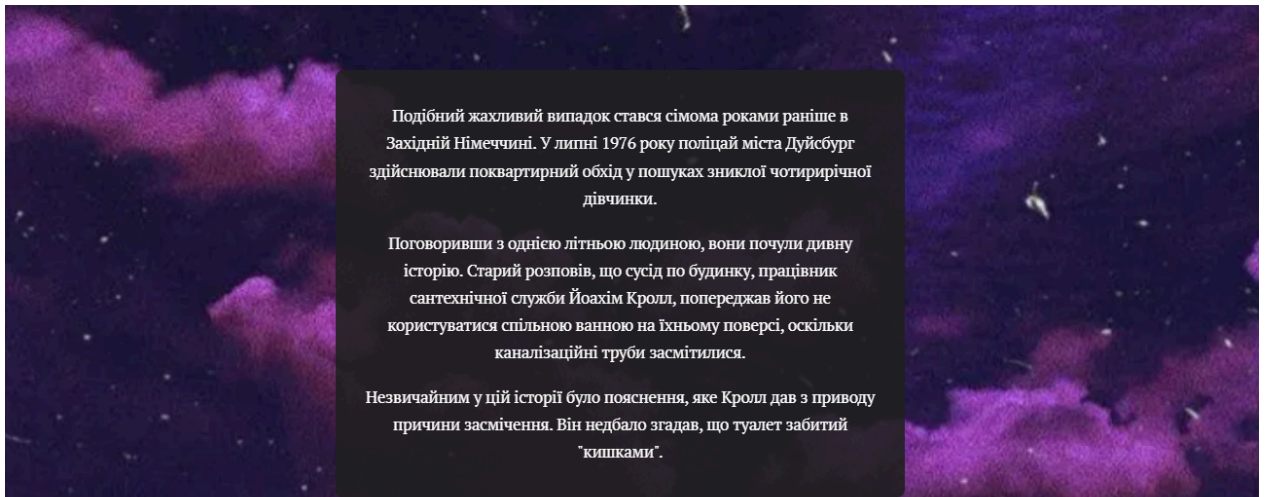 Подібний жахливий випадок стався сімома роками раніше в
Західній Німеччині. У липні 1976 року поліцай міста Дуйсбург
здійснювали поквартирний обхід у пошуках зниклої чотирирічної
дівчинки.
Поговоривши з однією літньою людиною, вони почули дивну
історію. Старий розповів, що сусід по будинку, працівник
сантехнічної служби Йоахім Кролл, попереджав його не
користуватися спільною ванною на їхньому поверсі, оскільки
каналізаційні труби засмітилися.
Незвичайним у цій історії було пояснення, яке Кролл дав з приводу
причини засмічення. Він недбало згадав, що туалет забитий
"кишками".